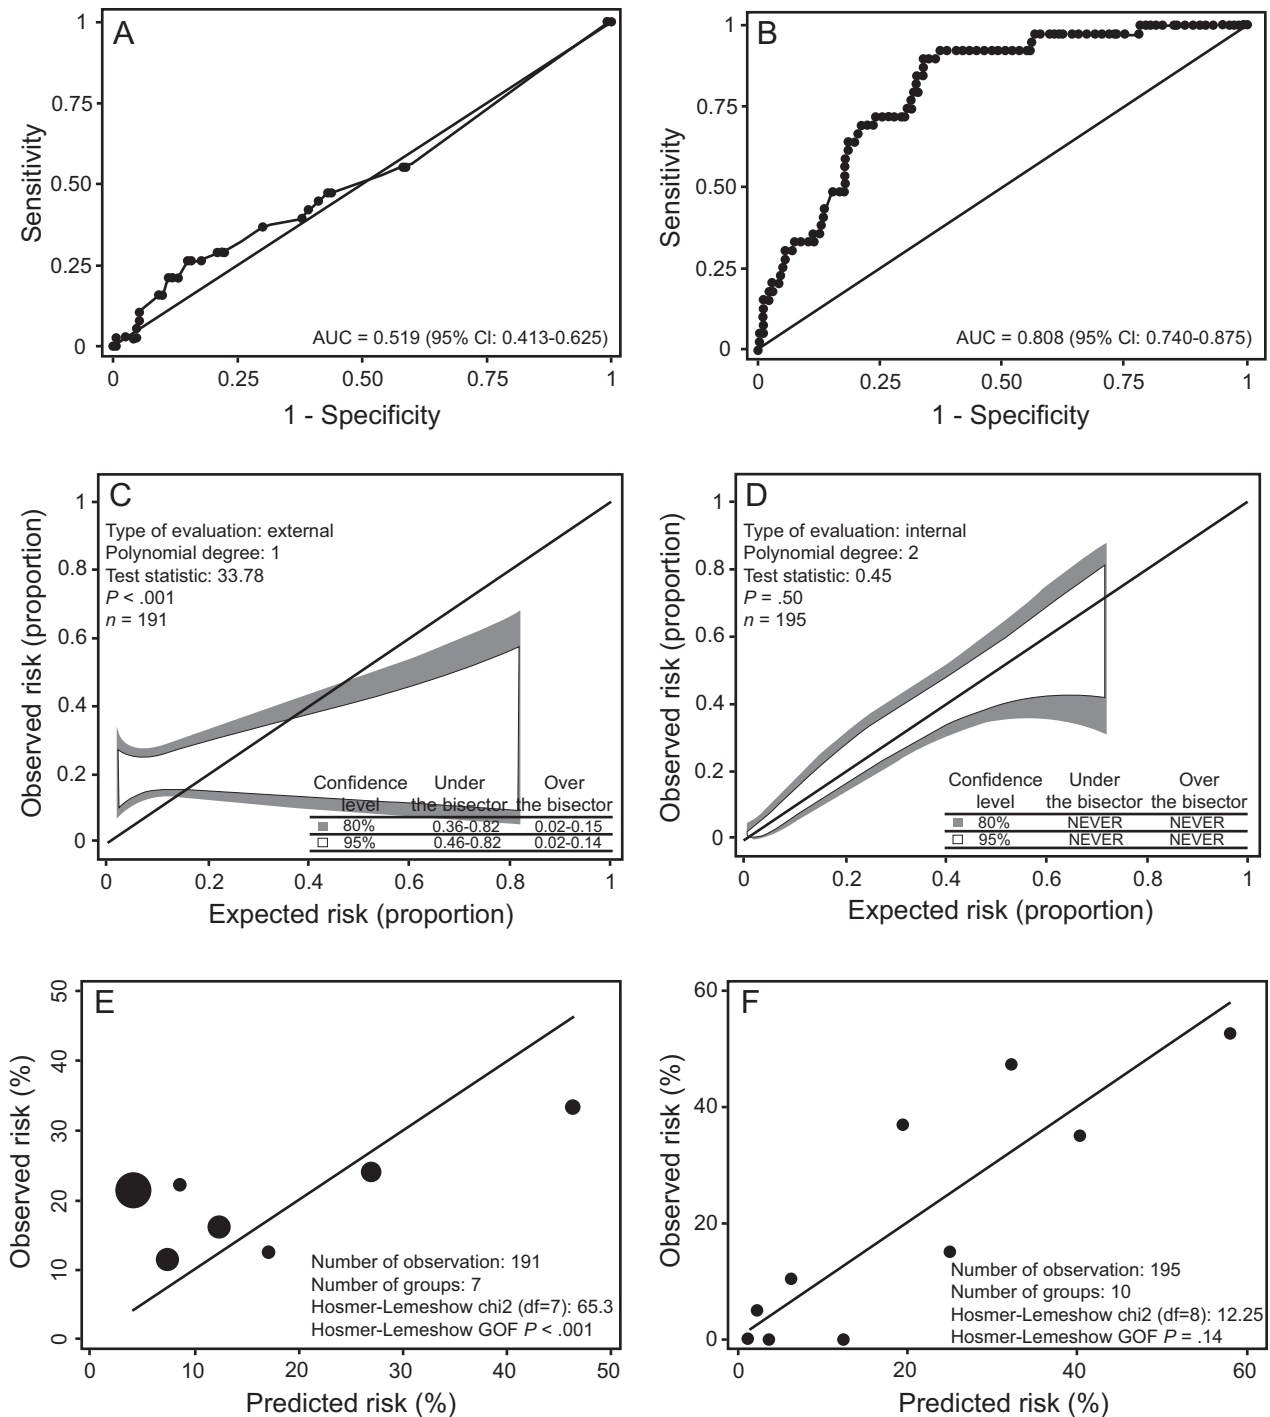 A
1
0.75
0.50
0.25
0
Sensitivity
AUC = 0.519 (95% CI: 0.413-0.625)
0 0.25 0.50 0.75 1
1 - Specificity
B
1
0.75
0.50
0.25
0
Sensitivity
AUC = 0.808 (95% CI: 0.740-0.875)
0 0.25 0.50 0.75 1
1 - Specificity
C
1
0.8
0.6
0.4
0.2
0
Observed risk (proportion)
Type of evaluation: external
Polynomial degree: 1
Test statistic: 33.78
P < .001
n = 191
Confidence Under Over
level the bisector the bisector
80% 0.36-0.82 0.02-0.15
95% 0.46-0.82 0.02-0.14
0 0.2 0.4 0.6 0.8 1
Expected risk (proportion)
D
1
0.8
0.6
0.4
0.2
0
Observed risk (proportion)
Type of evaluation: internal
Polynomial degree: 2
Test statistic: 0.45
P = .50
n = 195
Confidence Under Over
level the bisector the bisector
80% NEVER NEVER
95% NEVER NEVER
0 0.2 0.4 0.6 0.8 1
Expected risk (proportion)
E
50
40
30
20
10
0
Observed risk (%)
Number of observation: 191
Number of groups: 7
Hosmer-Lemeshow chi2 (df=7): 65.3
Hosmer-Lemeshow GOF P < .001
0 10 20 30 40 50
Predicted risk (%)
F
60
40
20
0
Observed risk (%)
Number of observation: 195
Number of groups: 10
Hosmer-Lemeshow chi2 (df=8): 12.25
Hosmer-Lemeshow GOF P = .14
0 20 40 60
Predicted risk (%)